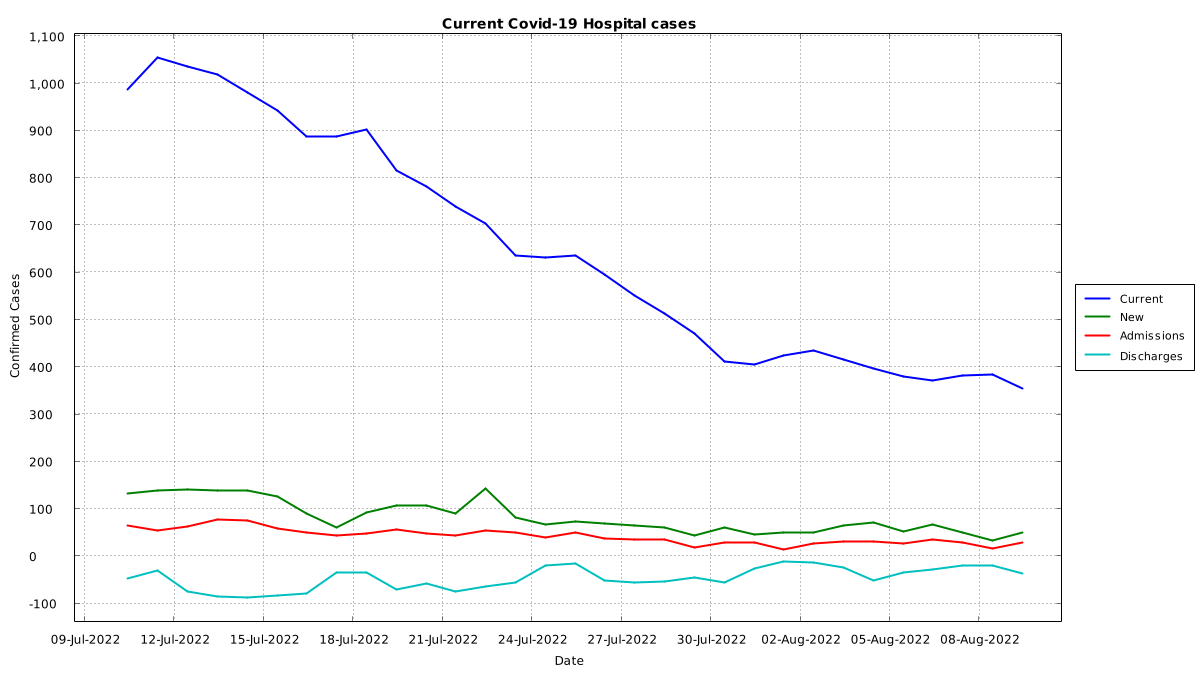 Current Covid-19 Hospital cases
1,100
1,000
900
800
700
600
500
400
300
200
100
0
-100
Confirmed Cases
09-Jul-2022 12-Jul-2022 15-Jul-2022 18-Jul-2022 21-Jul-2022 24-Jul-2022 27-Jul-2022 30-Jul-2022 02-Aug-2022 05-Aug-2022 08-Aug-2022
Date
Current
New
Admissions
Discharges